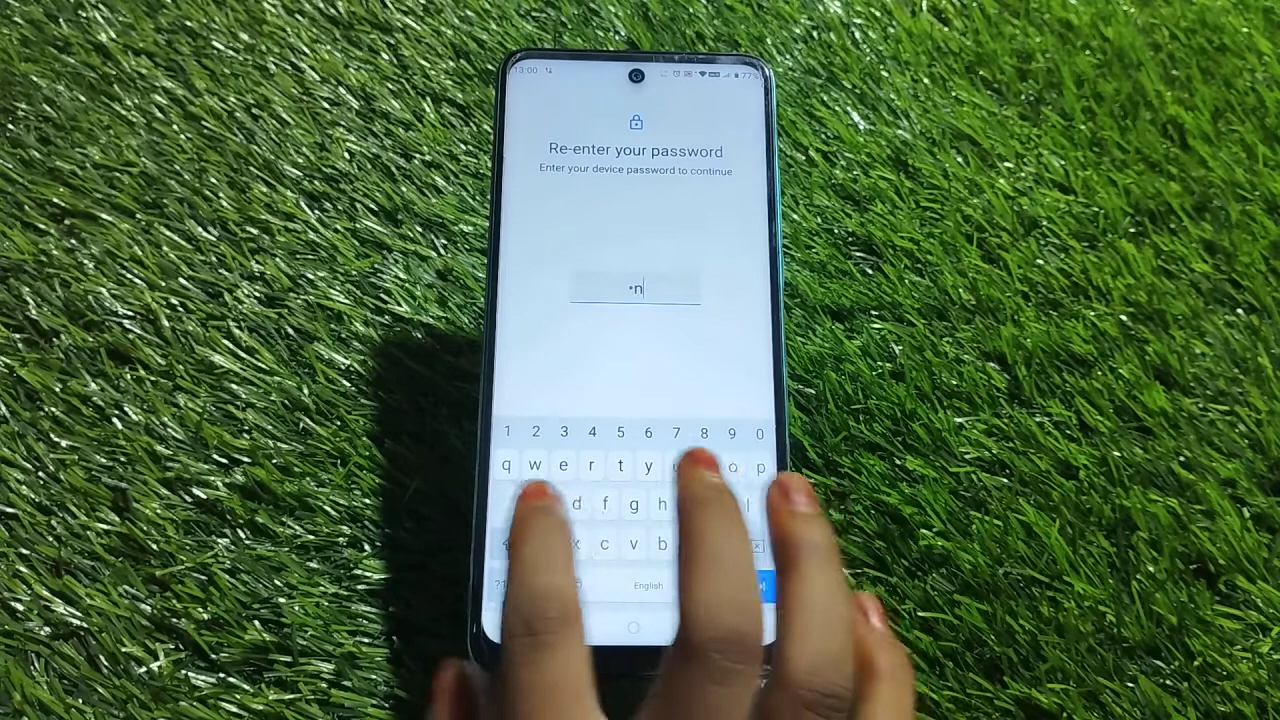 13:00
77%
Re-enter your password
Enter your device password to continue
•n
1 2 3 4 5 6 7 8 9 0
q w e r t y o p
d f g h l
x c v b
English